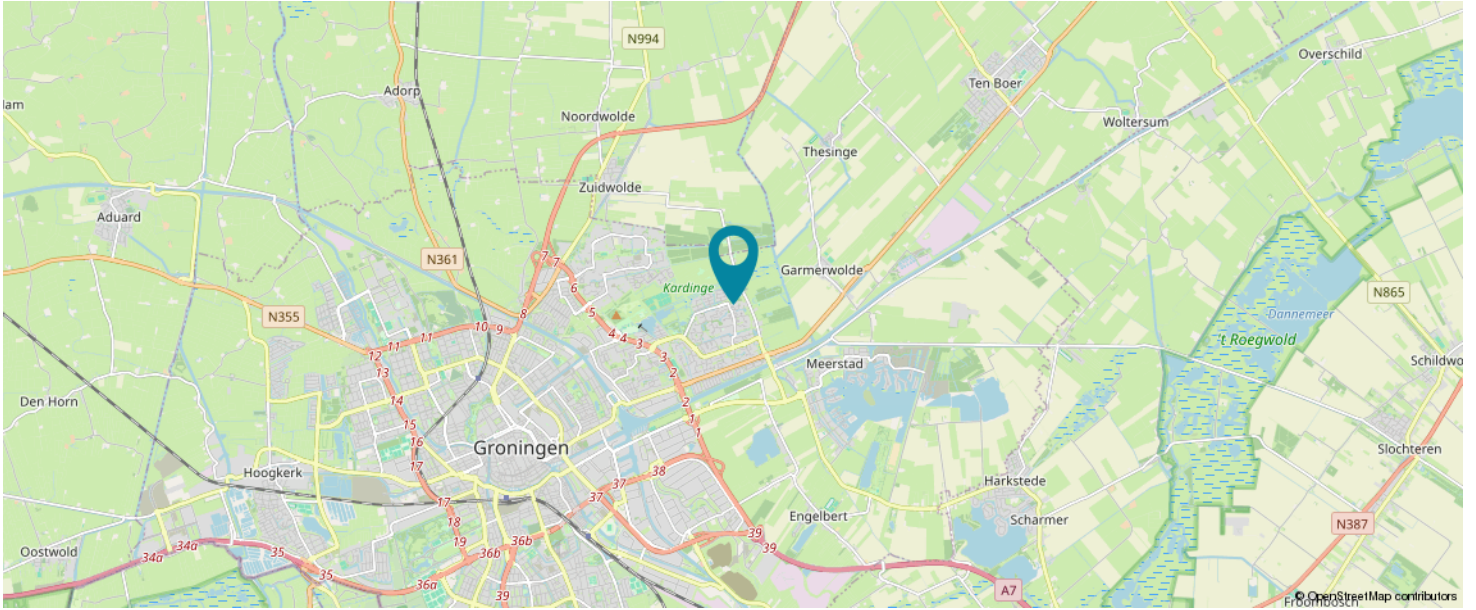 N994
Overschild
Adorp
Ten Boer
lam
Noordwolde
Woltersum
Thesinge
Zuidwolde
Aduard
N361
7
7
Garmerwolde
6
Kardinge
N865
5
N355
8
Dannemeer
10
9
11
11
4
4
3
't Roegwold
12
3
Schildwo
13
2
Meerstad
14
2
Den Horn
1
15
1
16
Groningen
Slochteren
17
38
Hoogkerk
37
Harkstede
17
37
Engelbert
Scharmer
18
N387
39
19
36b
34a
34a
35
36b
39
Oostwold
35
36a
39
A7
Froombosch
© OpenStreetMap contributors